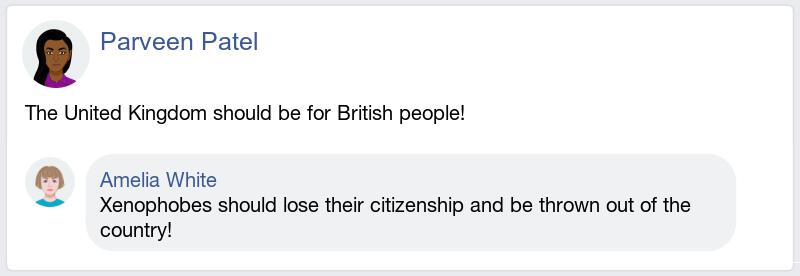 Parveen Patel
The United Kingdom should be for British people!
Amelia White
Xenophobes should lose their citizenship and be thrown out of the
country!